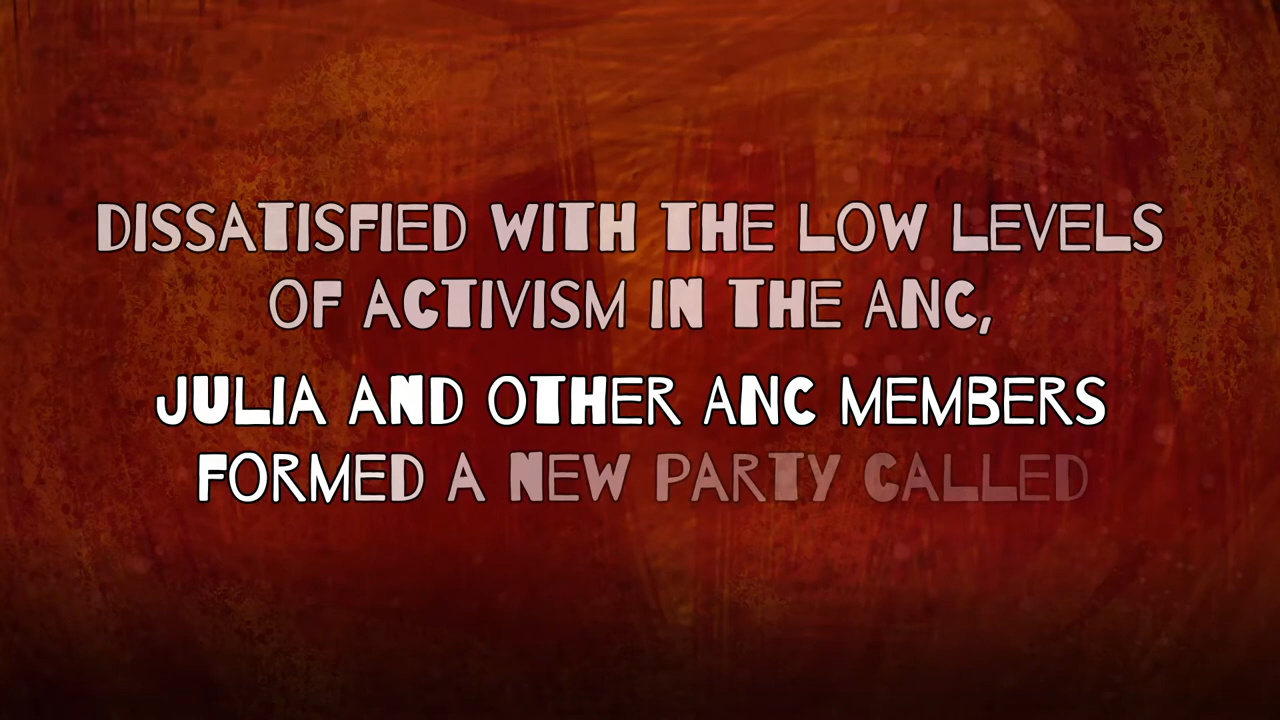 DISSATISFIED WITH THE LOW LEVELS
OF ACTIVISM IN THE ANC,
JULIA AND OTHER ANC MEMBERS
FORMED A NEW PARTY CALLED